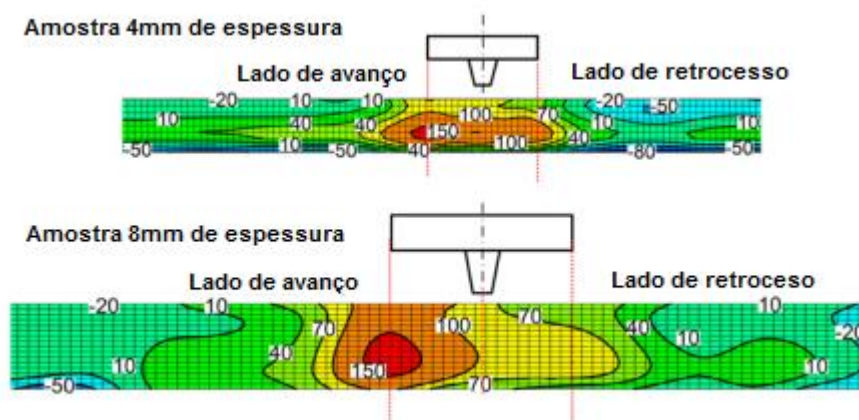 Amostra 4mm de espessura
Lado de avanço
Lado de retrocesso
-20 10 10 100 70 -20 -50
10 40 40 150 10
-50 10 -50 40 100 40 -80 -50
Amostra 8mm de espessura
Lado de avanço
Lado de retroceso
-20 10 70 100 70 40 10 -20
10 40 150 10 10
-50 70